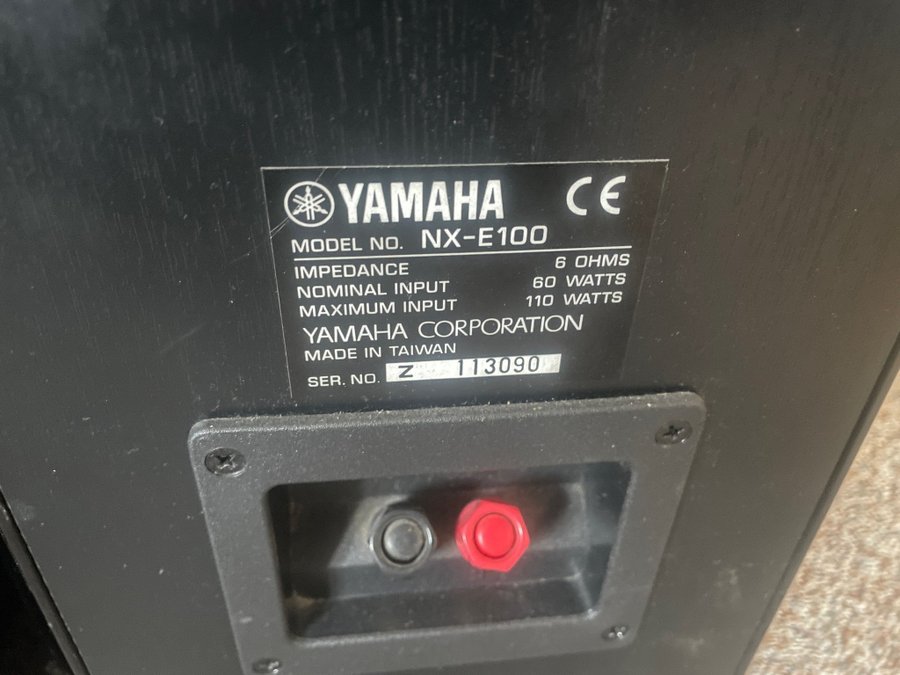 YAMAHA CE
MODEL NO. NX-E100
IMPEDANCE 6 OHMS
NOMINAL INPUT 60 WATTS
MAXIMUM INPUT 110 WATTS
YAMAHA CORPORATION
MADE IN TAIWAN
SER. NO. Z 113090